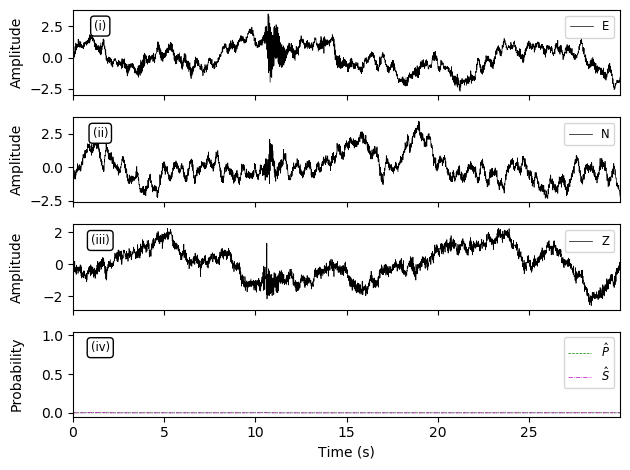 (i)
E
Amplitude
2.5
0.0
−2.5
(ii)
N
Amplitude
2.5
0.0
−2.5
(iii)
Z
Amplitude
2
0
−2
(iv)
P̂
Ŝ
Probability
1.0
0.5
0.0
0 5 10 15 20 25
Time (s)